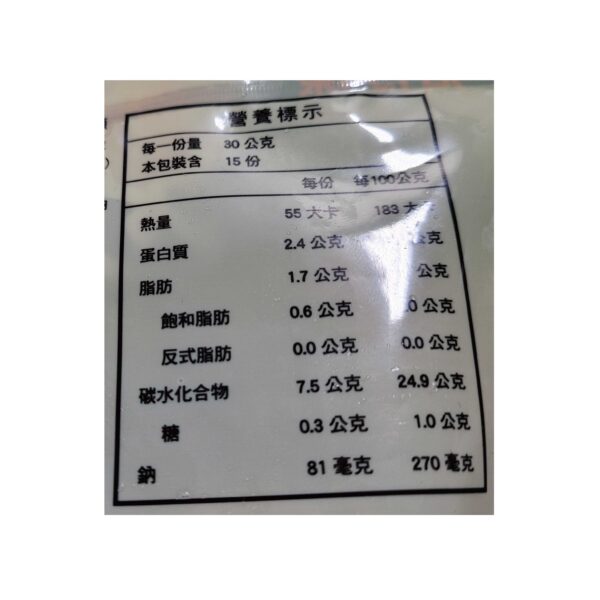 營養標示
每一份量 30 公克
本包裝含 15 份
每份 每100公克
熱量 55 大卡 183 大
蛋白質 2.4 公克 公克
脂肪 1.7 公克 公克
飽和脂肪 0.6 公克 .0 公克
反式脂肪 0.0 公克 0.0 公克
碳水化合物 7.5 公克 24.9 公克
糖 0.3 公克 1.0 公克
鈉 81 毫克 270 毫克